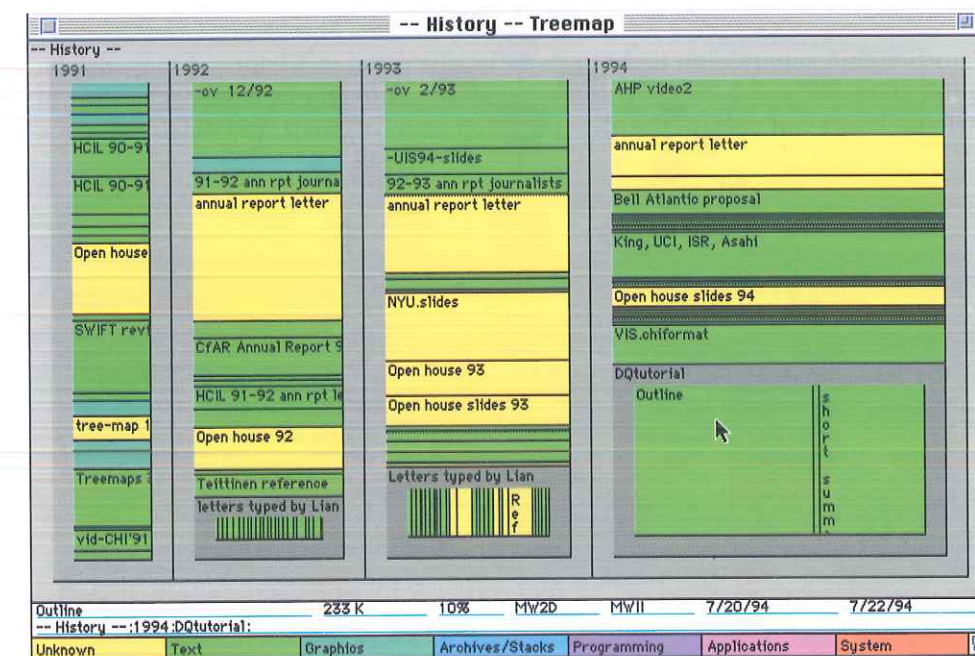 -- History -- Treemap
-- History --
1991
HCIL 90-91
HCIL 90-91
Open house
SWIFT revi
tree-map 1
Treemaps
vid-CHI'91
1992
-ov 12/92
91-92 ann rpt journa
annual report letter
CfAR Annual Report 9
HCIL 91-92 ann rpt le
Open house 92
Teittinen reference
letters typed by Lian
1993
-ov 2/93
-UIS94-slides
92-93 ann rpt journalists
annual report letter
NYU.slides
Open house 93
Open house slides 93
Letters typed by Lian
Ref
1994
AHP video2
annual report letter
Bell Atlantic proposal
King, UCI, ISR, Asahi
Open house slides 94
VIS.chiformat
DQtutorial
Outline
short summ
Outline 233 K 10% MW2D MWII 7/20/94 7/22/94
-- History --:1994:DQtutorial:
Unknown Text Graphics Archives/Stacks Programming Applications System